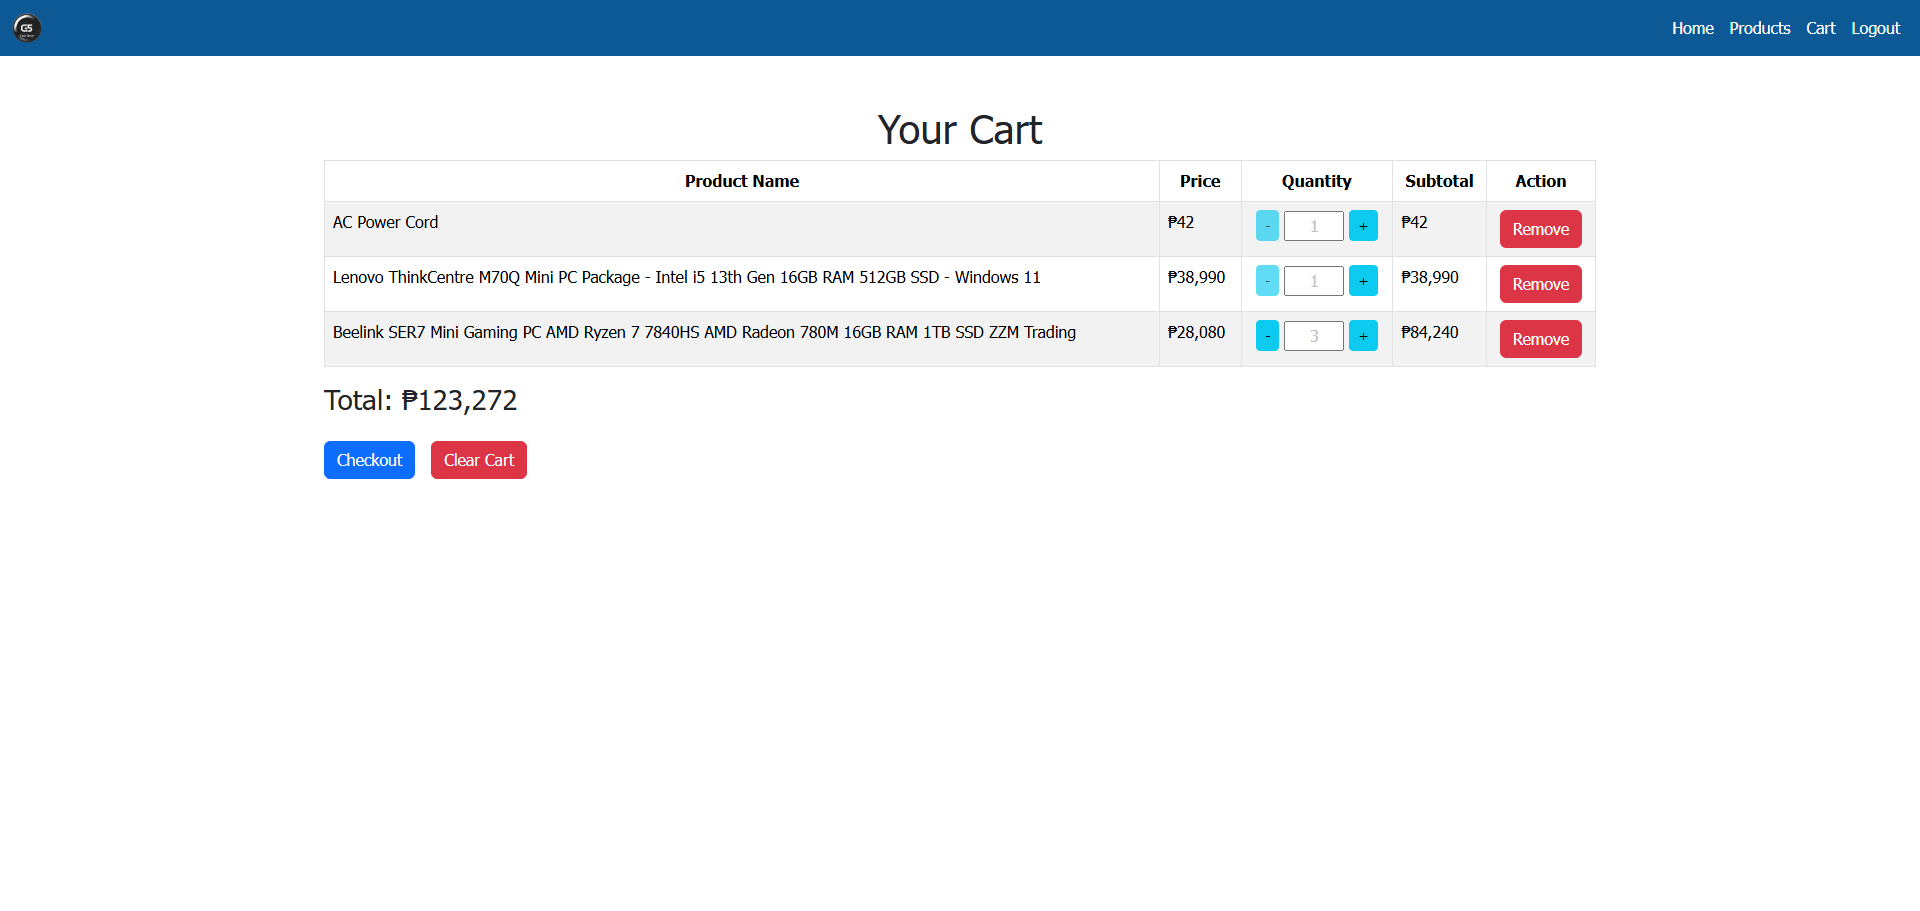 G5
Home Products Cart Logout
Your Cart
Product Name Price Quantity Subtotal Action
AC Power Cord ₱42 - 1 + ₱42 Remove
Lenovo ThinkCentre M70Q Mini PC Package - Intel i5 13th Gen 16GB RAM 512GB SSD - Windows 11 ₱38,990 - 1 + ₱38,990 Remove
Beelink SER7 Mini Gaming PC AMD Ryzen 7 7840HS AMD Radeon 780M 16GB RAM 1TB SSD ZZM Trading ₱28,080 - 3 + ₱84,240 Remove
Total: ₱123,272
Checkout Clear Cart